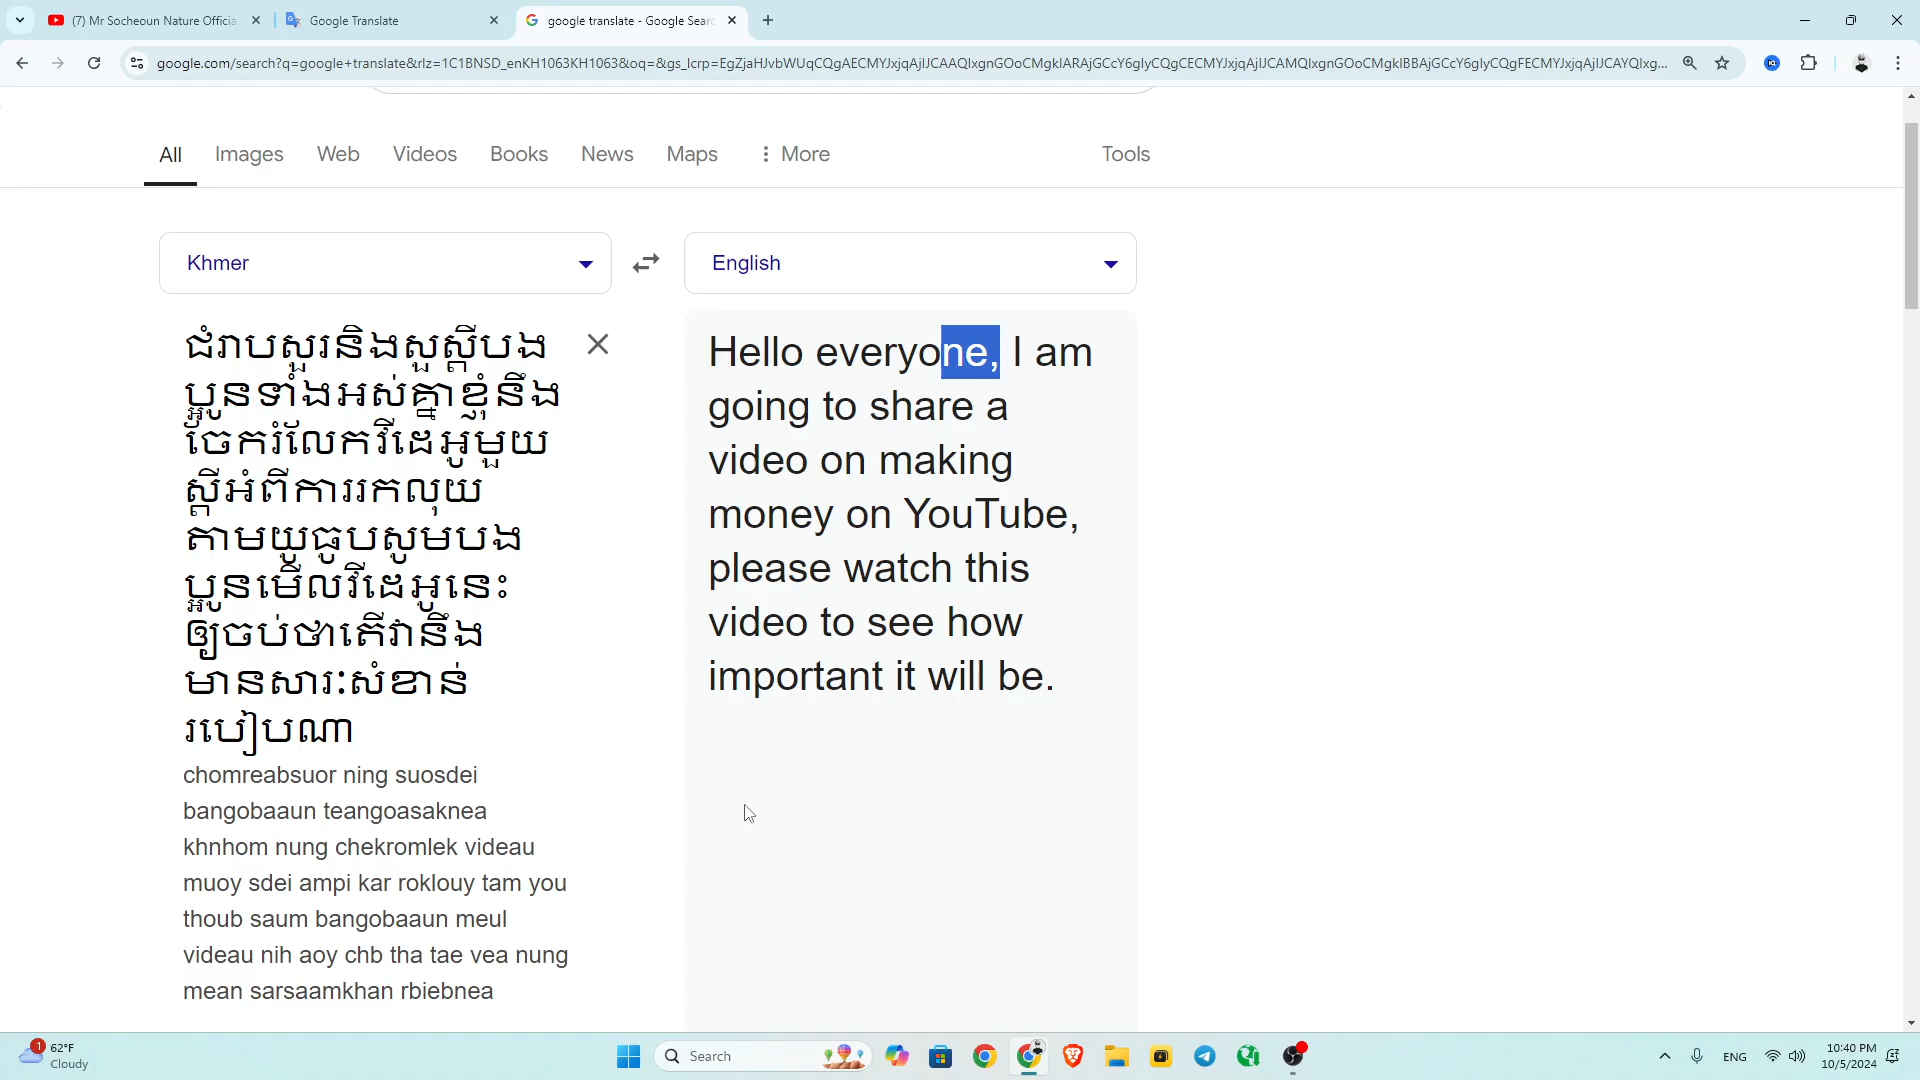 (7) Mr Socheoun Nature Officia
Google Translate
google translate - Google Searc
google.com/search?q=google+translate&rlz=1C1BNSD_enKH1063KH1063&oq=&gs_lcrp=EgZjaHJvbWUqCQgAECMYJxjqAjIJCAAQIxgnGOoCMgkIARAjGCcY6gIyCQgCECMYJxjqAjIJCAMQIxgnGOoCMgkIBBAjGCcY6gIyCQgFECMYJxjqAjIJCAYQIxg...
All Images Web Videos Books News Maps More Tools
Khmer
English
ជំរាបសួរនិងសួស្តីបង
ប្អូនទាំងអស់គ្នាខ្ញុំនឹង
ចែករំលែកវីដេអូមួយ
ស្តីអំពីការរកលុយ
តាមយូធូបសូមបង
ប្អូនមើលវីដេអូនេះ
ឲ្យចប់ថាតើវានឹង
មានសារៈសំខាន់
របៀបណា
chomreabsuor ning suosdei
bangobaaun teangoasaknea
khnhom nung chekromlek videau
muoy sdei ampi kar roklouy tam you
thoub saum bangobaaun meul
videau nih aoy chb tha tae vea nung
mean sarsaamkhan rbiebnea
Hello everyone, I am
going to share a
video on making
money on YouTube,
please watch this
video to see how
important it will be.
1
62°F
Cloudy
Search
ENG
10:40 PM
10/5/2024